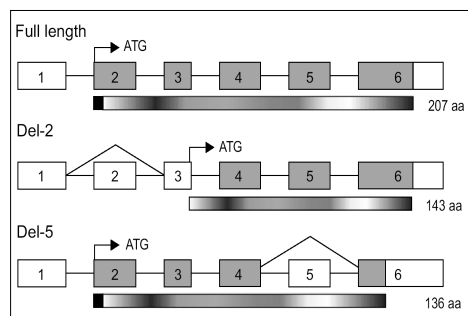 Full length
ATG
1 2 3 4 5 6
207 aa
Del-2
ATG
1 2 3 4 5 6
143 aa
Del-5
ATG
1 2 3 4 5 6
136 aa